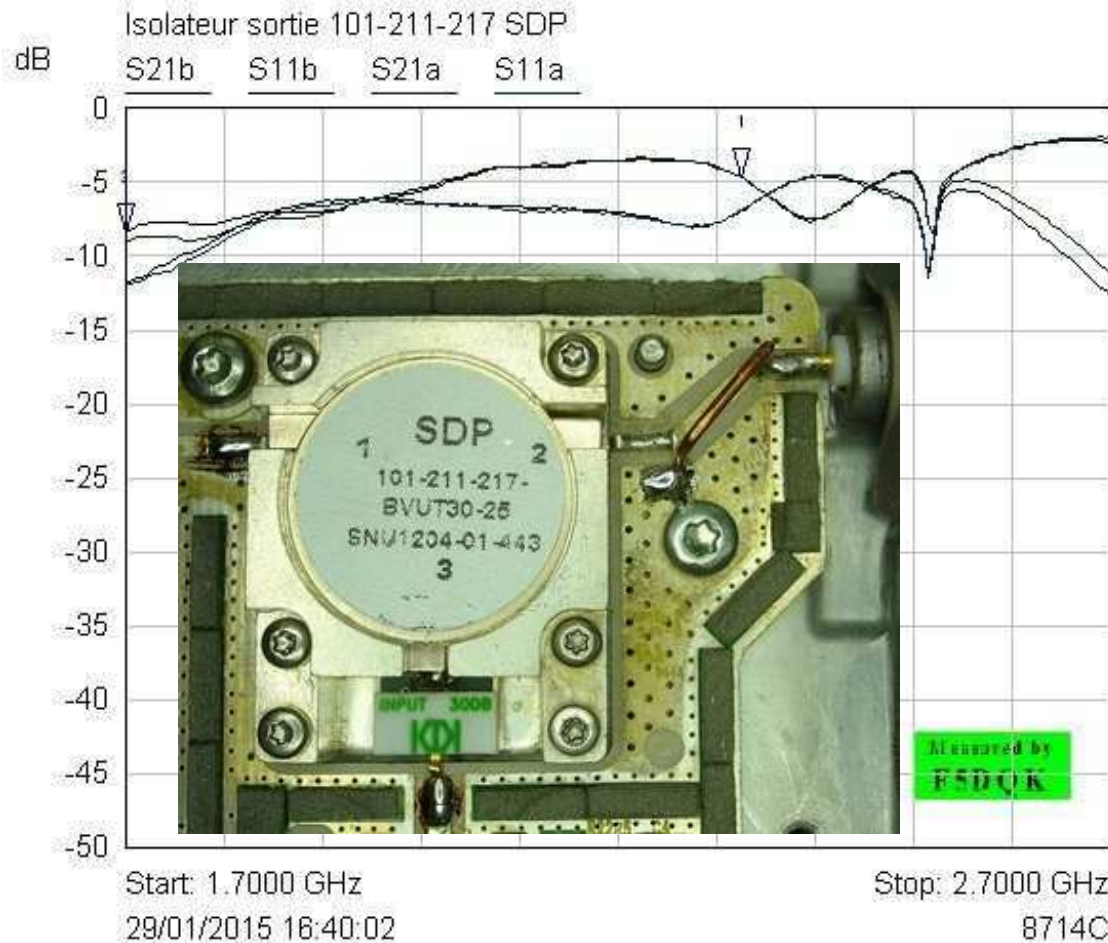 Isolateur sortie 101-211-217 SDP
dB
S21b S11b S21a S11a
0
-5
-10
-15
-20
-25
-30
-35
-40
-45
-50
1
1 SDP 2
101-211-217-
BVUT30-25
SNU1204-01-443
3
INPUT 30DB
Measured by
F5DQK
Start: 1.7000 GHz Stop: 2.7000 GHz
29/01/2015 16:40:02 8714C